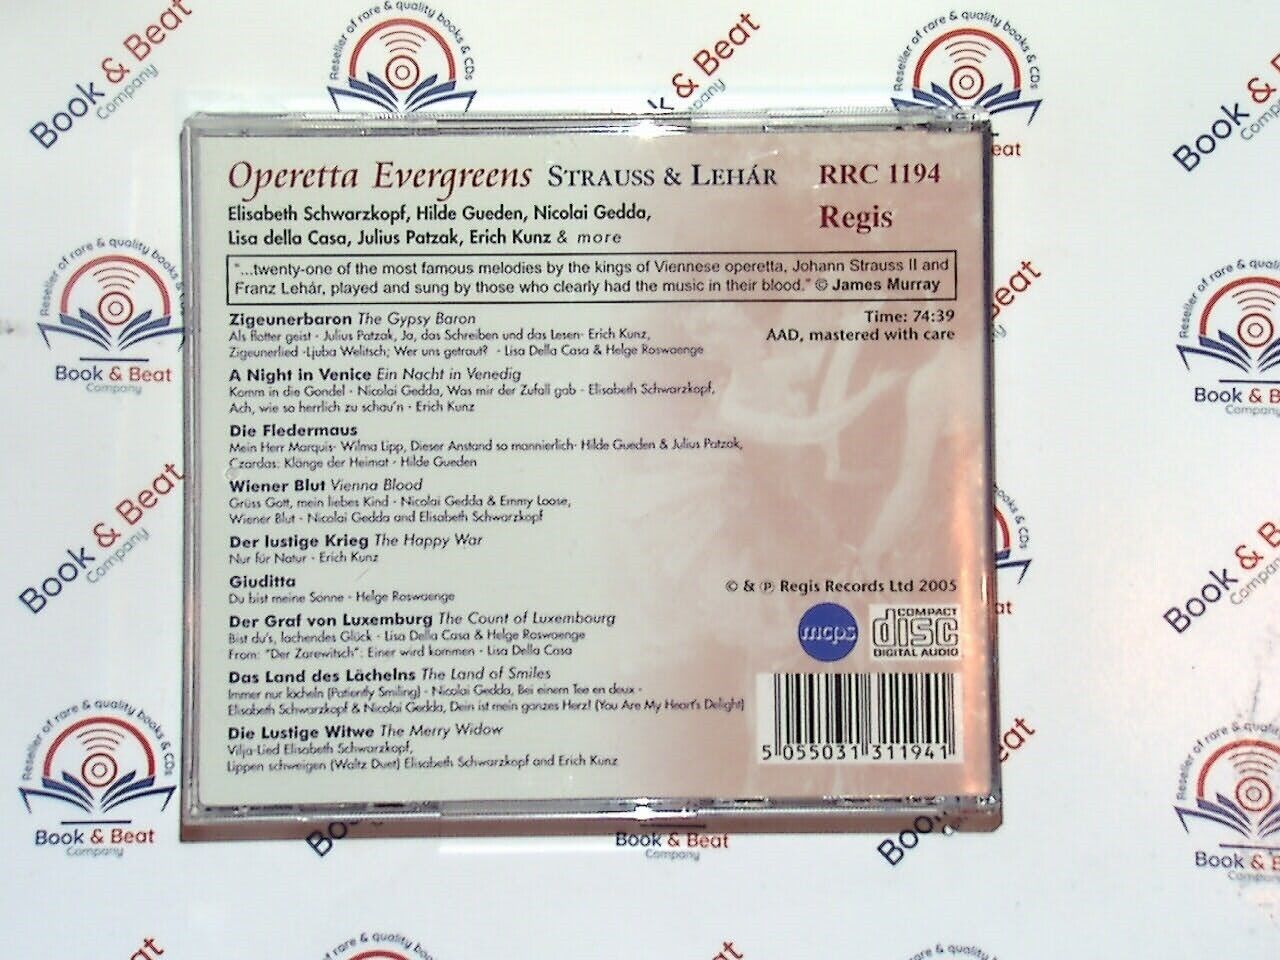 Operetta Evergreens STRAUSS & LEHÁR RRC 1194
Elisabeth Schwarzkopf, Hilde Gueden, Nicolai Gedda, Regis
Lisa della Casa, Julius Patzak, Erich Kunz & more
"...twenty-one of the most famous melodies by the kings of Viennese operetta, Johann Strauss II and
Franz Lehár, played and sung by those who clearly had the music in their blood." © James Murray
Time: 74:39
AAD, mastered with care
Zigeunerbaron The Gypsy Baron
Als flotter geist - Julius Patzak, Ja, das Schreiben und das Lesen- Erich Kunz,
Zigeunerlied -Ljuba Welitsch; Wer uns getraut? - Lisa Della Casa & Helge Roswaenge
A Night in Venice Ein Nacht in Venedig
Komm in die Gondel - Nicolai Gedda, Was mir der Zufall gab - Elisabeth Schwarzkopf,
Ach, wie so herrlich zu schau'n - Erich Kunz
Die Fledermaus
Mein Herr Marquis- Wilma Lipp, Dieser Anstand so mannierlich- Hilde Gueden & Julius Patzak,
Czardas: Klänge der Heimat - Hilde Gueden
Wiener Blut Vienna Blood
Grüss Gott, mein liebes Kind - Nicolai Gedda & Emmy Loose,
Wiener Blut - Nicolai Gedda and Elisabeth Schwarzkopf
Der lustige Krieg The Happy War
Nur für Natur - Erich Kunz
Giuditta
Du bist meine Sonne - Helge Roswaenge
Der Graf von Luxemburg The Count of Luxembourg
Bist du's, lachendes Glück - Lisa Della Casa & Helge Roswaenge
From: "Der Zarewitsch": Einer wird kommen - Lisa Della Casa
Das Land des Lächelns The Land of Smiles
Immer nur lächeln (Patiently Smiling) - Nicolai Gedda, Bei einem Tee en deux -
Elisabeth Schwarzkopf & Nicolai Gedda, Dein ist mein ganzes Herz! (You Are My Heart's Delight)
Die Lustige Witwe The Merry Widow
Vilja-Lied Elisabeth Schwarzkopf,
Lippen schweigen (Waltz Duet) Elisabeth Schwarzkopf and Erich Kunz
© & ℗ Regis Records Ltd 2005
mcps
COMPACT
disc
DIGITAL AUDIO
5 055031 311941
Reseller of rare & quality books & CDs
Book & Beat
Company